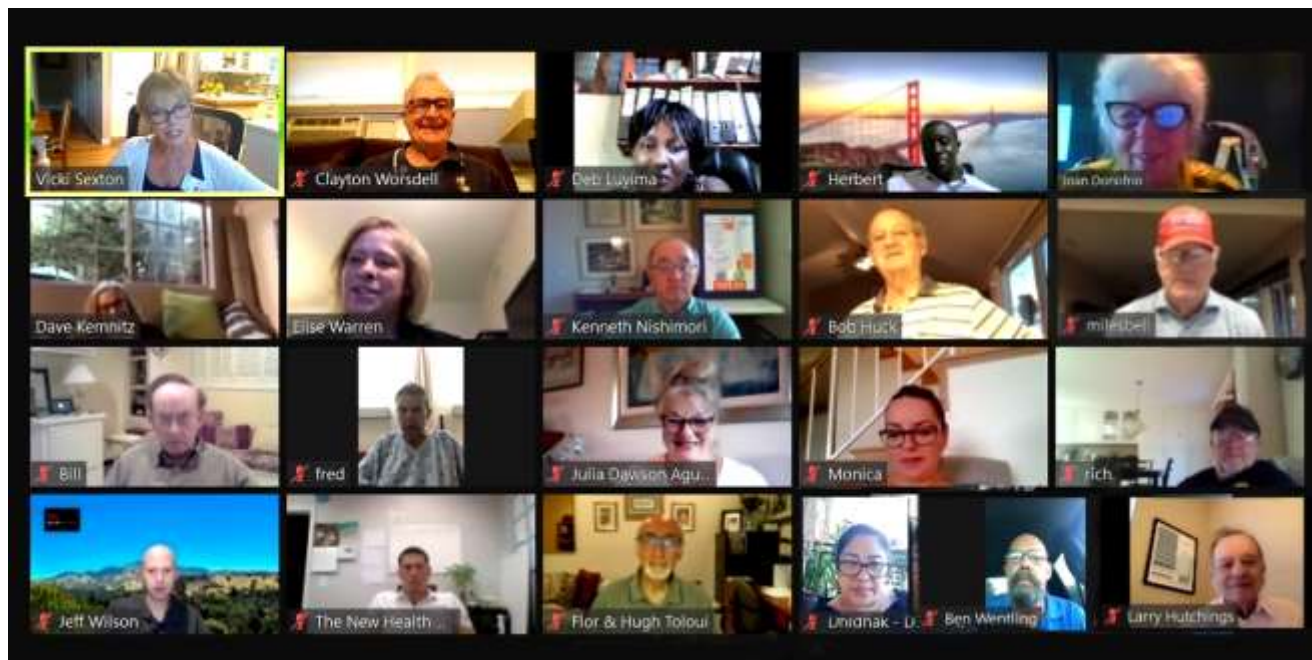 Vicki Sexton
Clayton Worsdell
Deb Luyima
Herbert
Joan Donofrio
Dave Kemnitz
Elise Warren
Kenneth Nishimori
Bob Huck
milesbell
Bill
fred
Julia Dawson Agu...
Monica
rich
Jeff Wilson
The New Health ...
Flor & Hugh Toloui
Ben Wentling
Larry Hutchings